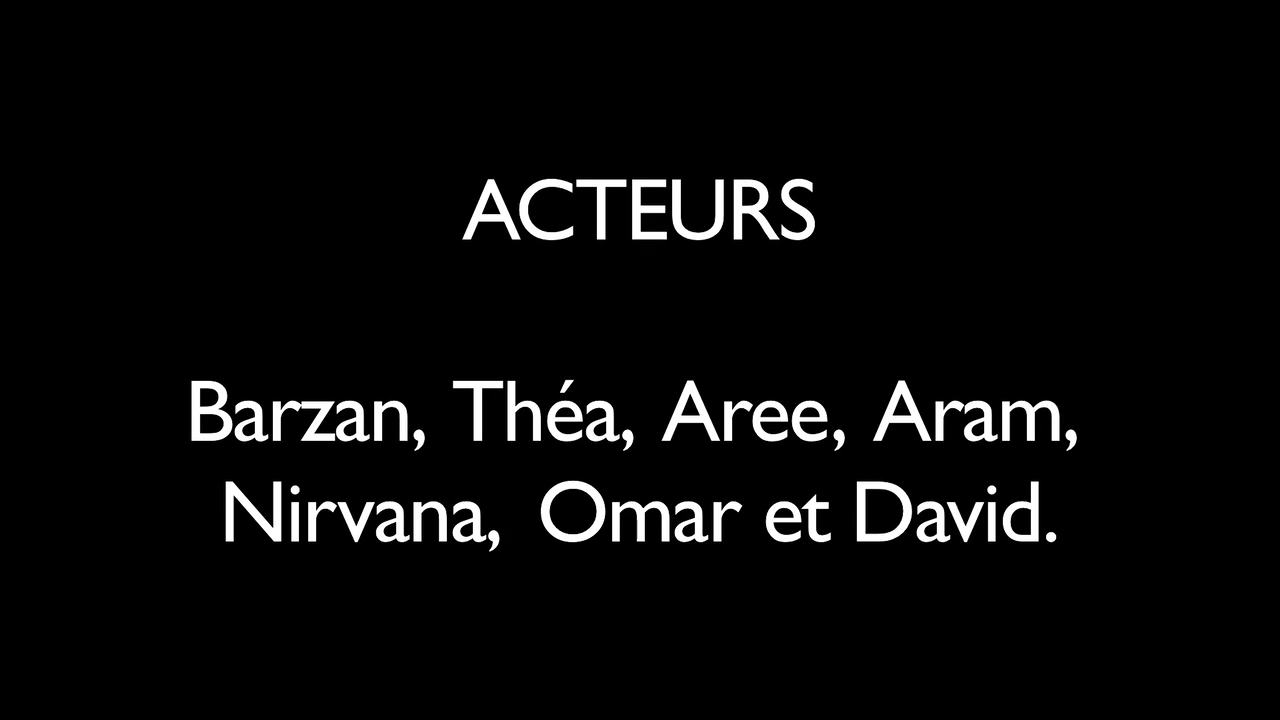 ACTEURS
Barzan, Théa, Aree, Aram,
Nirvana, Omar et David.